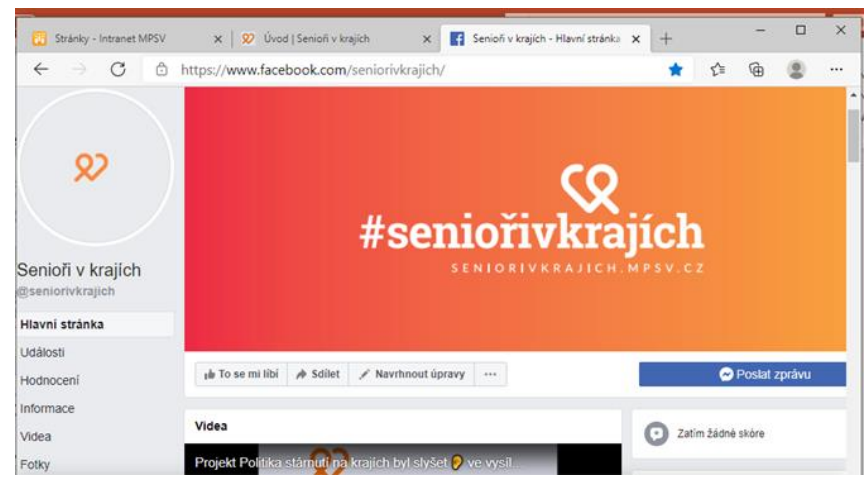 Stránky - Intranet MPSV
Úvod | Senioři v krajích
Senioři v krajích - Hlavní stránka
https://www.facebook.com/seniorivkrajich/
#seniořivkrajích
SENIORIVKRAJICH.MPSV.CZ
Senioři v krajích
@seniorivkrajich
Hlavní stránka
Události
Hodnocení
Informace
Videa
Fotky
To se mi líbí
Sdílet
Navrhnout úpravy
Poslat zprávu
Videa
Projekt Politika stárnutí na krajích byl slyšet 👂 ve vysíl...
Zatím žádné skóre